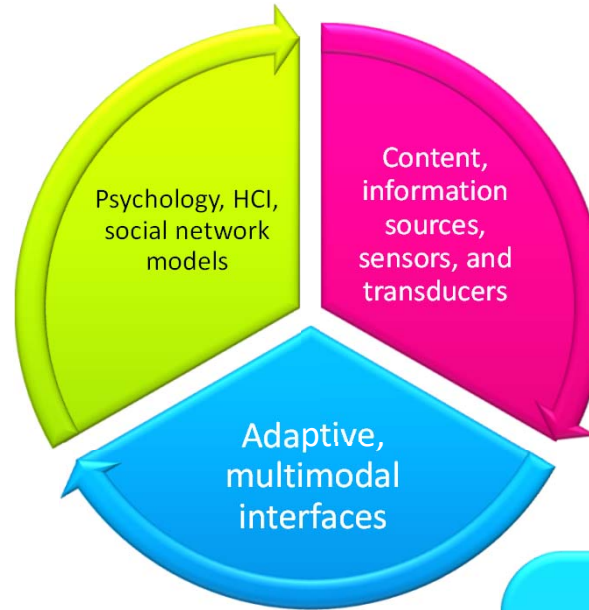 Psychology, HCI,
social network
models
Content,
information
sources,
sensors, and
transducers
Adaptive,
multimodal
interfaces